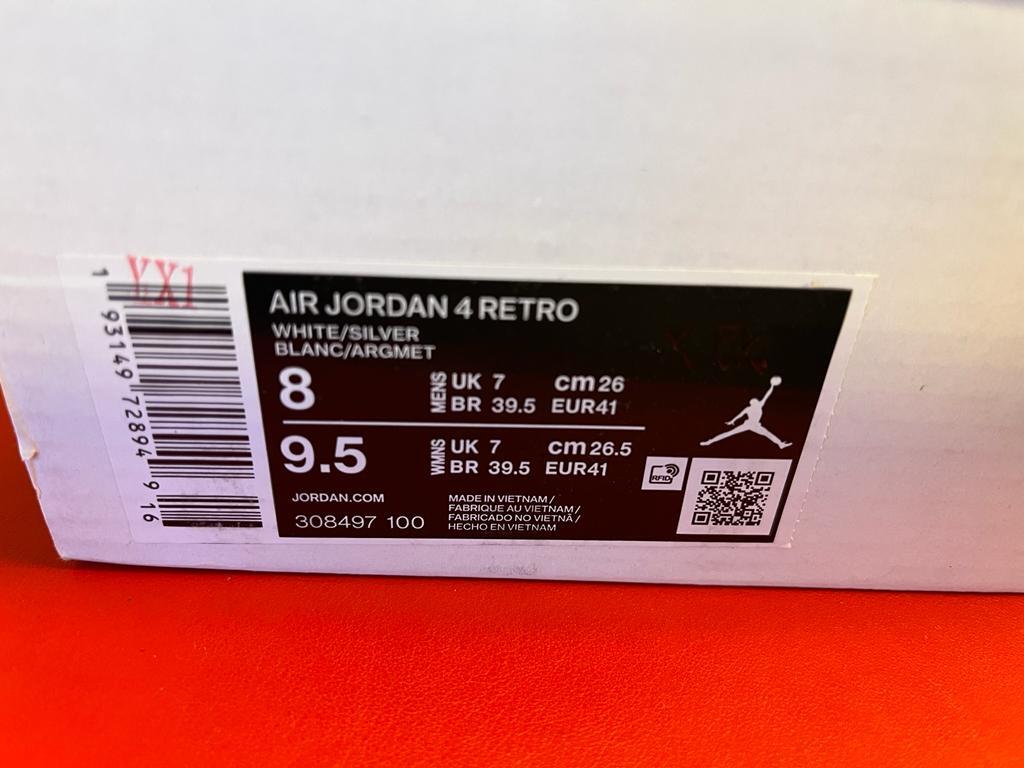 YX1
1 93149 72894 9 16
AIR JORDAN 4 RETRO
WHITE/SILVER
BLANC/ARGMET
8 MENS UK 7 cm 26
BR 39.5 EUR41
9.5 WMNS UK 7 cm 26.5
BR 39.5 EUR41
RFID
JORDAN.COM
308497 100
MADE IN VIETNAM /
FABRIQUE AU VIETNAM /
FABRICADO NO VIETNÃ /
HECHO EN VIETNAM